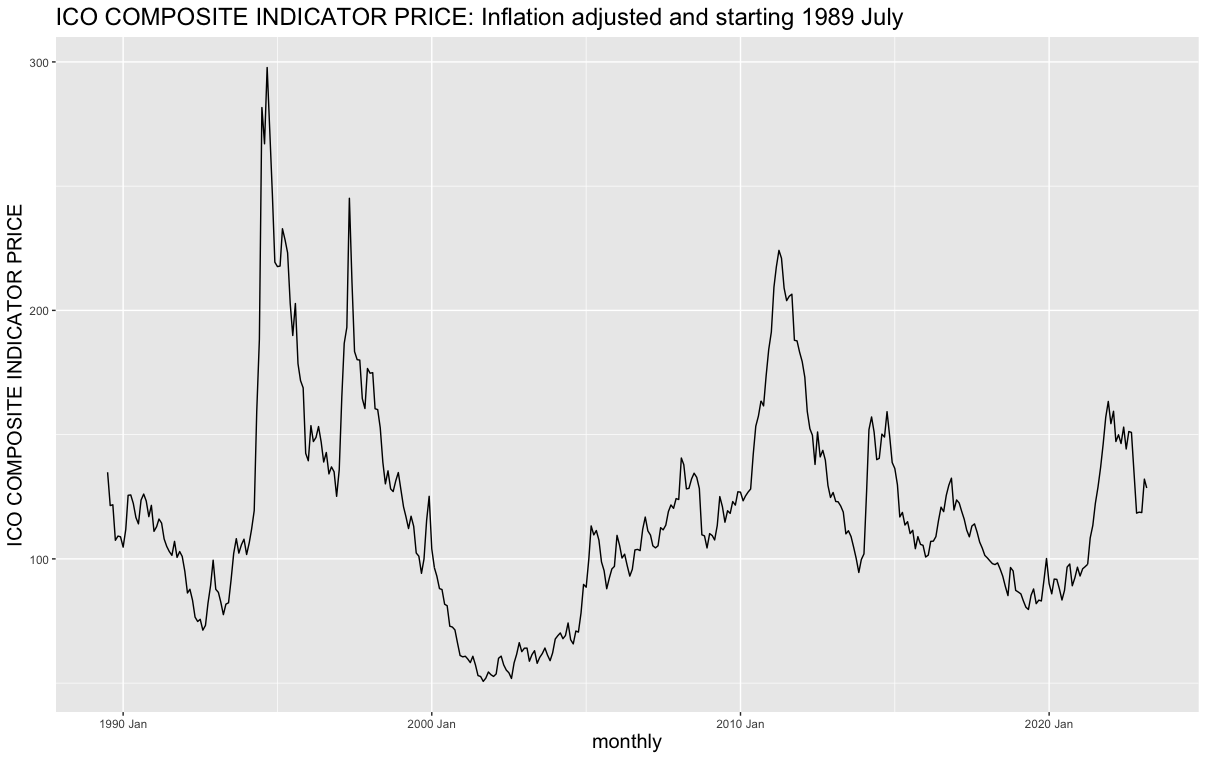 ICO COMPOSITE INDICATOR PRICE: Inflation adjusted and starting 1989 July
ICO COMPOSITE INDICATOR PRICE
300
200
100
1990 Jan
2000 Jan
2010 Jan
2020 Jan
monthly